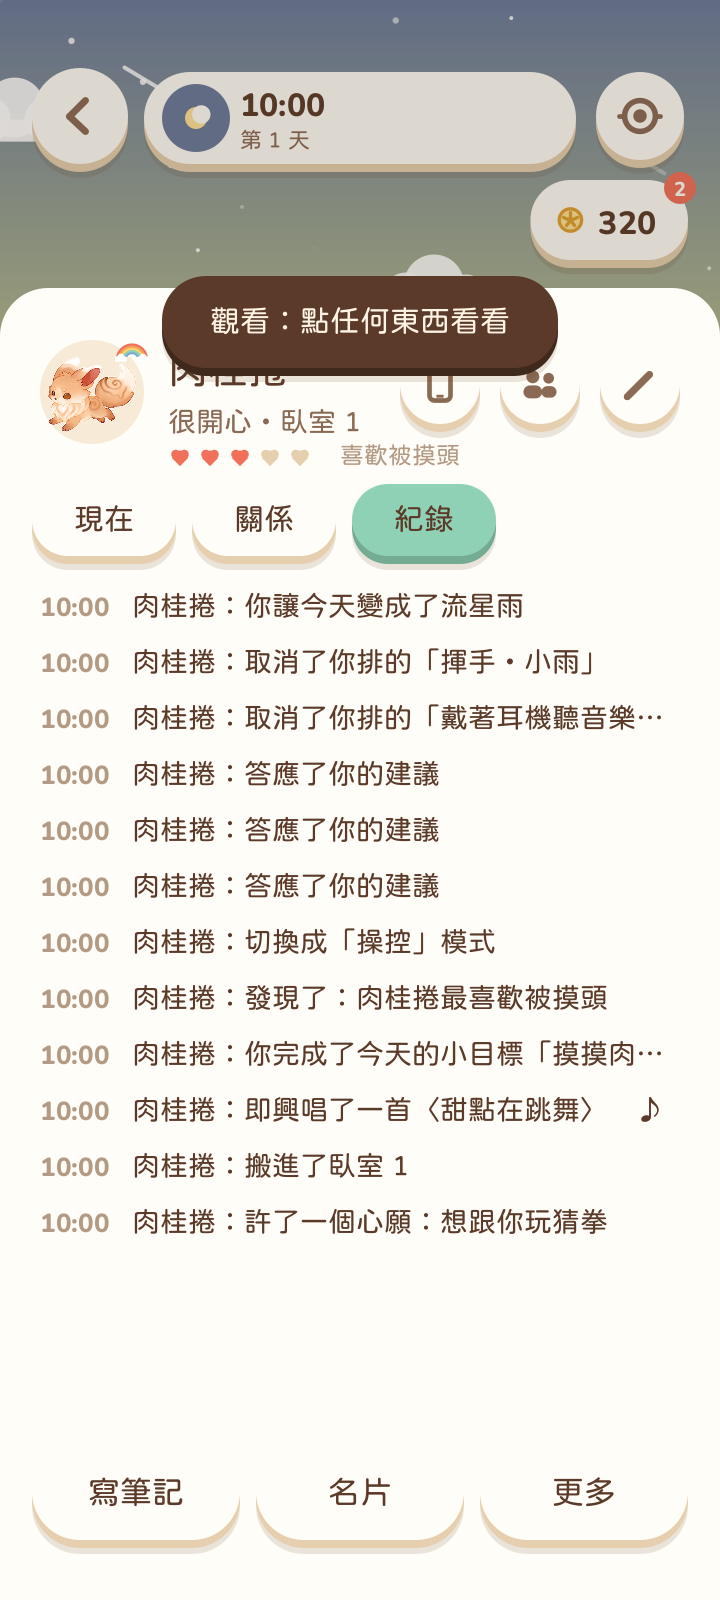 10:00
第 1 天
2
320
觀看：點任何東西看看
肉桂捲
很開心・臥室 1
喜歡被摸頭
現在
關係
紀錄
10:00 肉桂捲：你讓今天變成了流星雨
10:00 肉桂捲：取消了你排的「揮手・小雨」
10:00 肉桂捲：取消了你排的「戴著耳機聽音樂…
10:00 肉桂捲：答應了你的建議
10:00 肉桂捲：答應了你的建議
10:00 肉桂捲：答應了你的建議
10:00 肉桂捲：切換成「操控」模式
10:00 肉桂捲：發現了：肉桂捲最喜歡被摸頭
10:00 肉桂捲：你完成了今天的小目標「摸摸肉…
10:00 肉桂捲：即興唱了一首〈甜點在跳舞〉 ♪
10:00 肉桂捲：搬進了臥室 1
10:00 肉桂捲：許了一個心願：想跟你玩猜拳
寫筆記
名片
更多